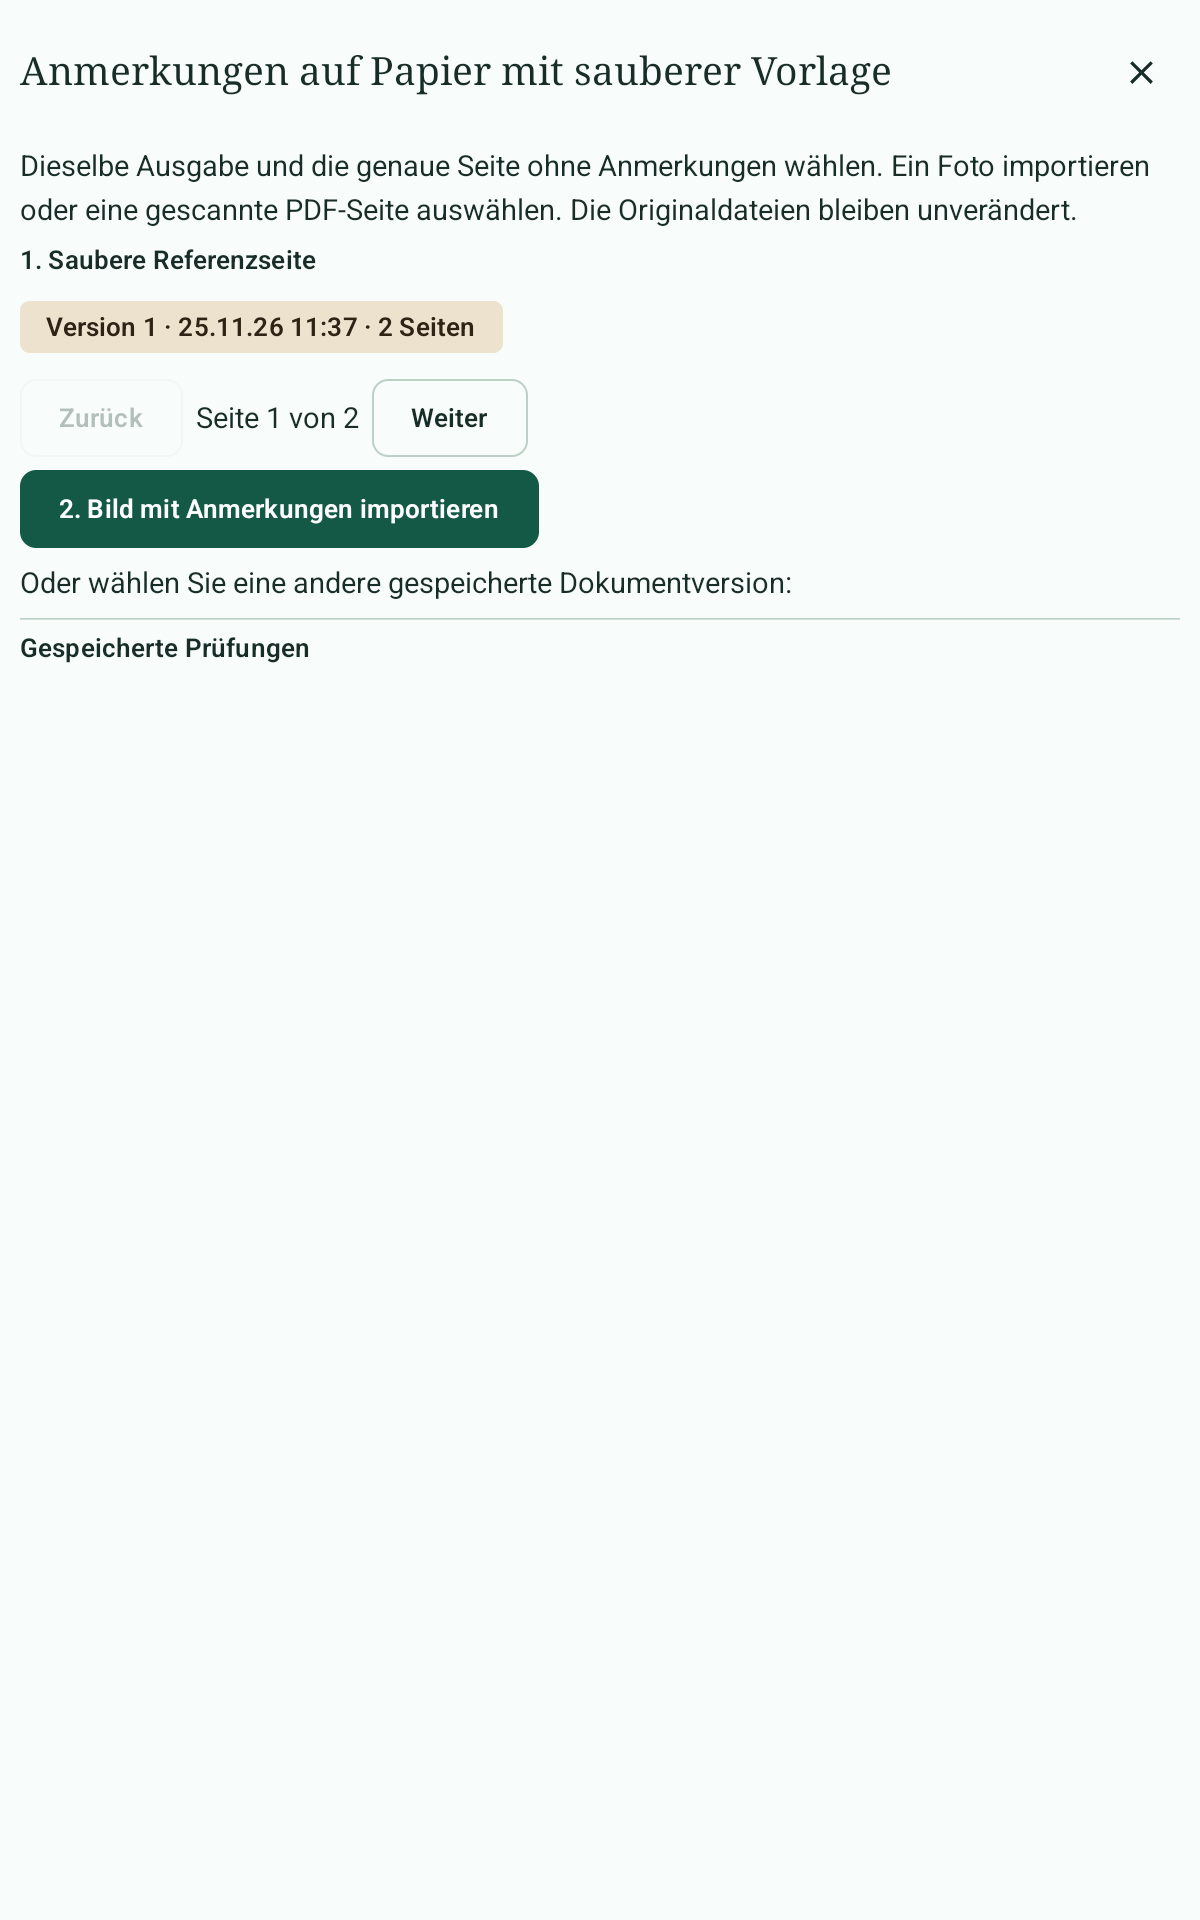 Anmerkungen auf Papier mit sauberer Vorlage
Dieselbe Ausgabe und die genaue Seite ohne Anmerkungen wählen. Ein Foto importieren
oder eine gescannte PDF-Seite auswählen. Die Originaldateien bleiben unverändert.
1. Saubere Referenzseite
Version 1 · 25.11.26 11:37 · 2 Seiten
Zurück Seite 1 von 2 Weiter
2. Bild mit Anmerkungen importieren
Oder wählen Sie eine andere gespeicherte Dokumentversion:
Gespeicherte Prüfungen